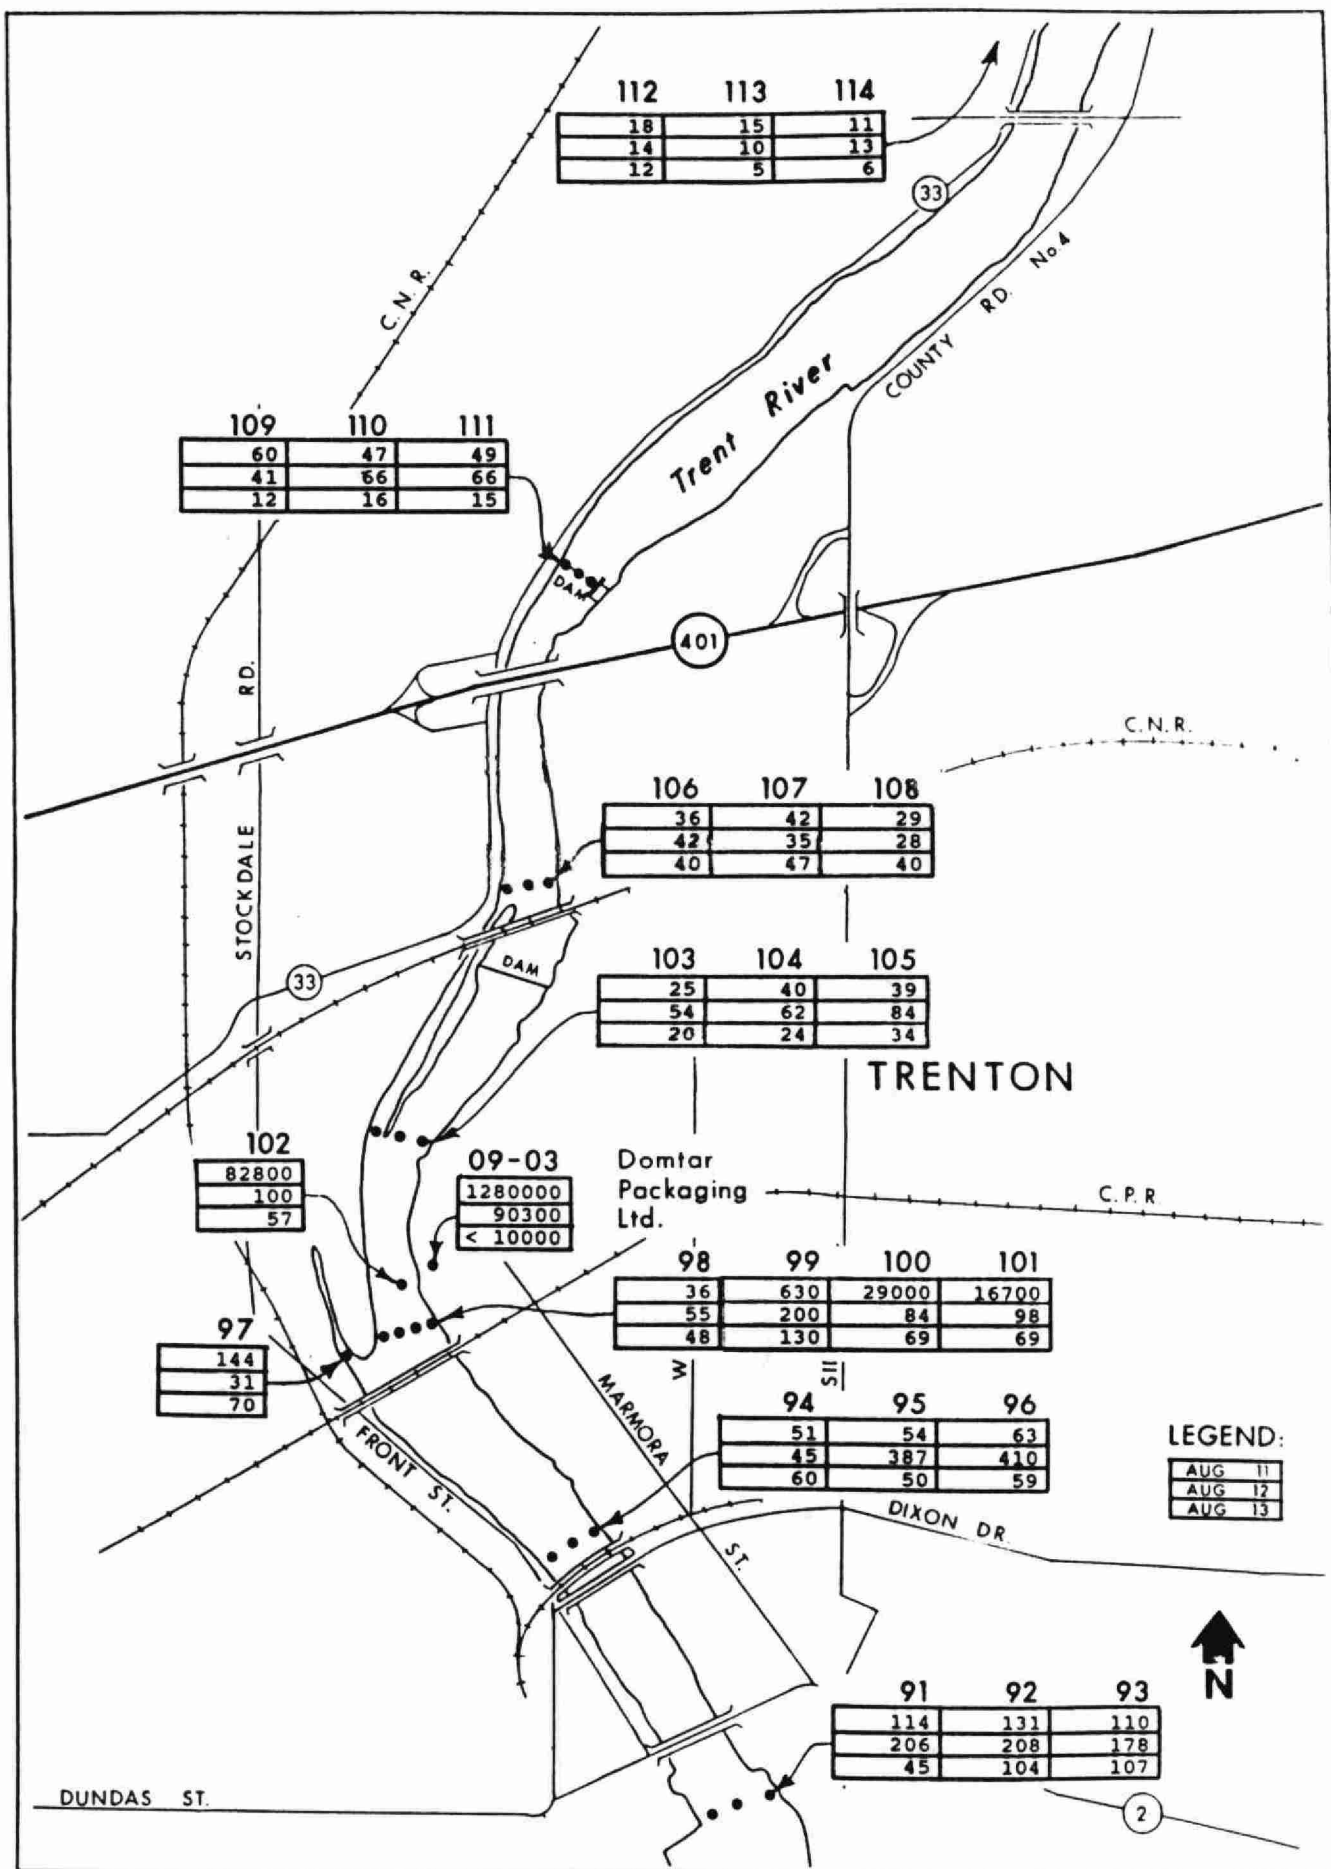 112 113 114
18 15 11
14 10 13
12 5 6
33
C.N.R.
COUNTY RD. No.4
Trent River
109 110 111
60 47 49
41 66 66
12 16 15
DAM
401
RD.
C.N.R.
106 107 108
36 42 29
42 35 28
40 47 40
STOCKDALE
33
DAM
103 104 105
25 40 39
54 62 84
20 24 34
TRENTON
102
82800
100
57
09-03
1280000
90300
< 10000
Domtar
Packaging
Ltd.
C.P.R
98 99 100 101
36 630 29000 16700
55 200 84 98
48 130 69 69
97
144
31
70
W
SII
MARMORA ST.
FRONT ST.
94 95 96
51 54 63
45 387 410
60 50 59
LEGEND:
AUG 11
AUG 12
AUG 13
DIXON DR.
N
91 92 93
114 131 110
206 208 178
45 104 107
DUNDAS ST.
2